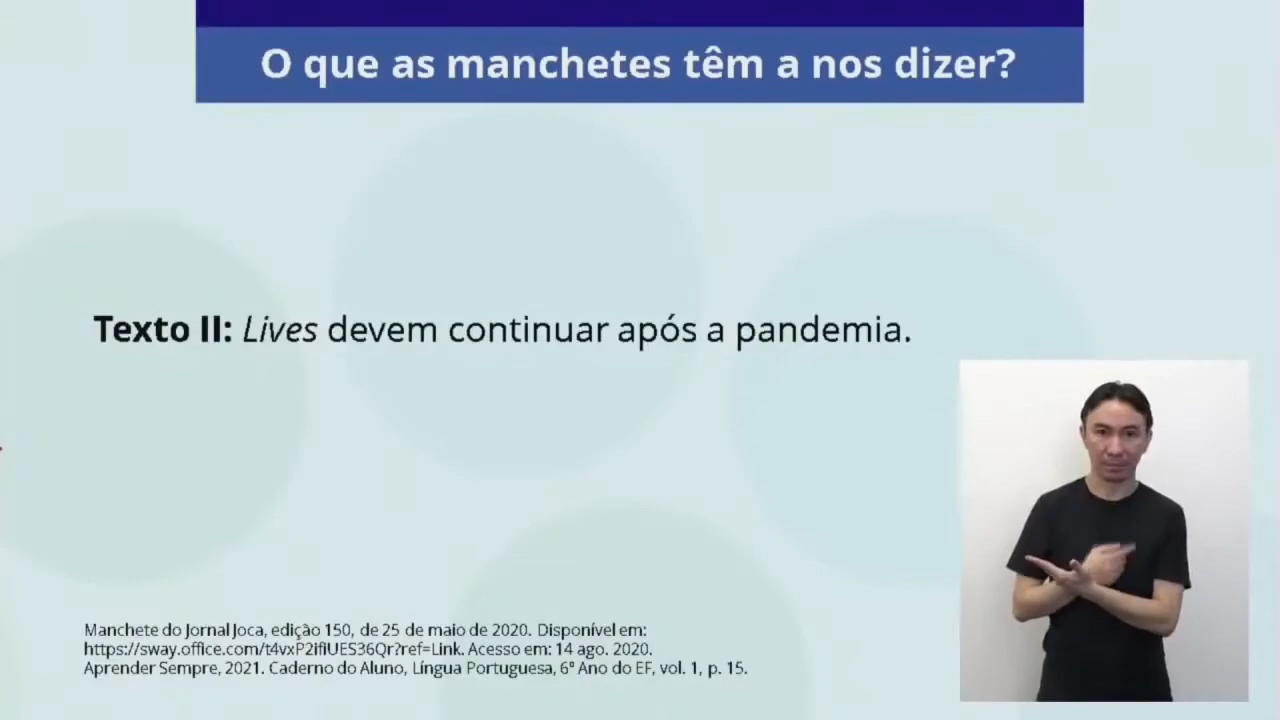 O que as manchetes têm a nos dizer?
Texto II: Lives devem continuar após a pandemia.
Manchete do Jornal Joca, edição 150, de 25 de maio de 2020. Disponível em:
https://sway.office.com/t4vxP2ifiUES36Qr?ref=Link. Acesso em: 14 ago. 2020.
Aprender Sempre, 2021. Caderno do Aluno, Língua Portuguesa, 6º Ano do EF, vol. 1, p. 15.